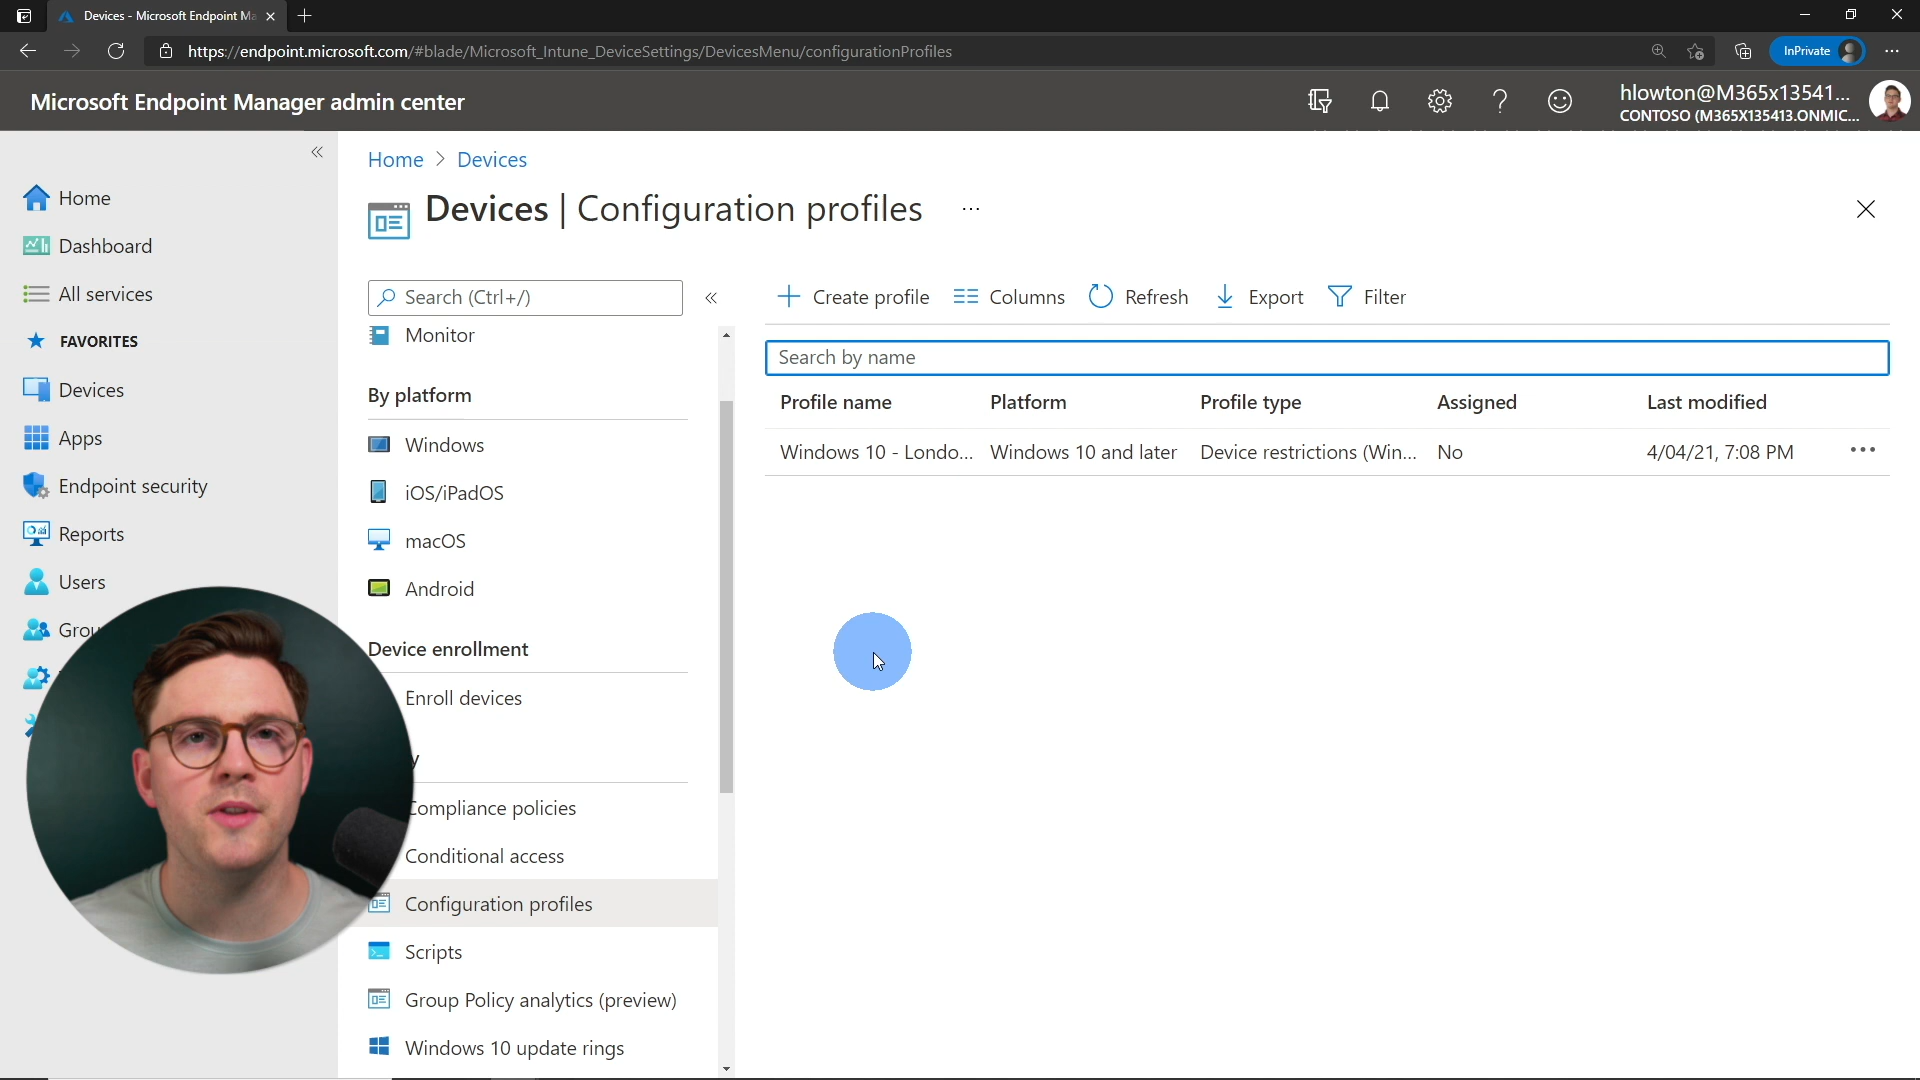 Devices - Microsoft Endpoint Ma
https://endpoint.microsoft.com/#blade/Microsoft_Intune_DeviceSettings/DevicesMenu/configurationProfiles
InPrivate
Microsoft Endpoint Manager admin center
hlowton@M365x13541...
CONTOSO (M365X135413.ONMIC...
Home
Dashboard
All services
FAVORITES
Devices
Apps
Endpoint security
Reports
Users
Grou
Home > Devices
Devices | Configuration profiles ...
Search (Ctrl+/)
Monitor
By platform
Windows
iOS/iPadOS
macOS
Android
Device enrollment
Enroll devices
y
Compliance policies
Conditional access
Configuration profiles
Scripts
Group Policy analytics (preview)
Windows 10 update rings
Create profile Columns Refresh Export Filter
Search by name
Profile name Platform Profile type Assigned Last modified
Windows 10 - Londo... Windows 10 and later Device restrictions (Win... No 4/04/21, 7:08 PM ...